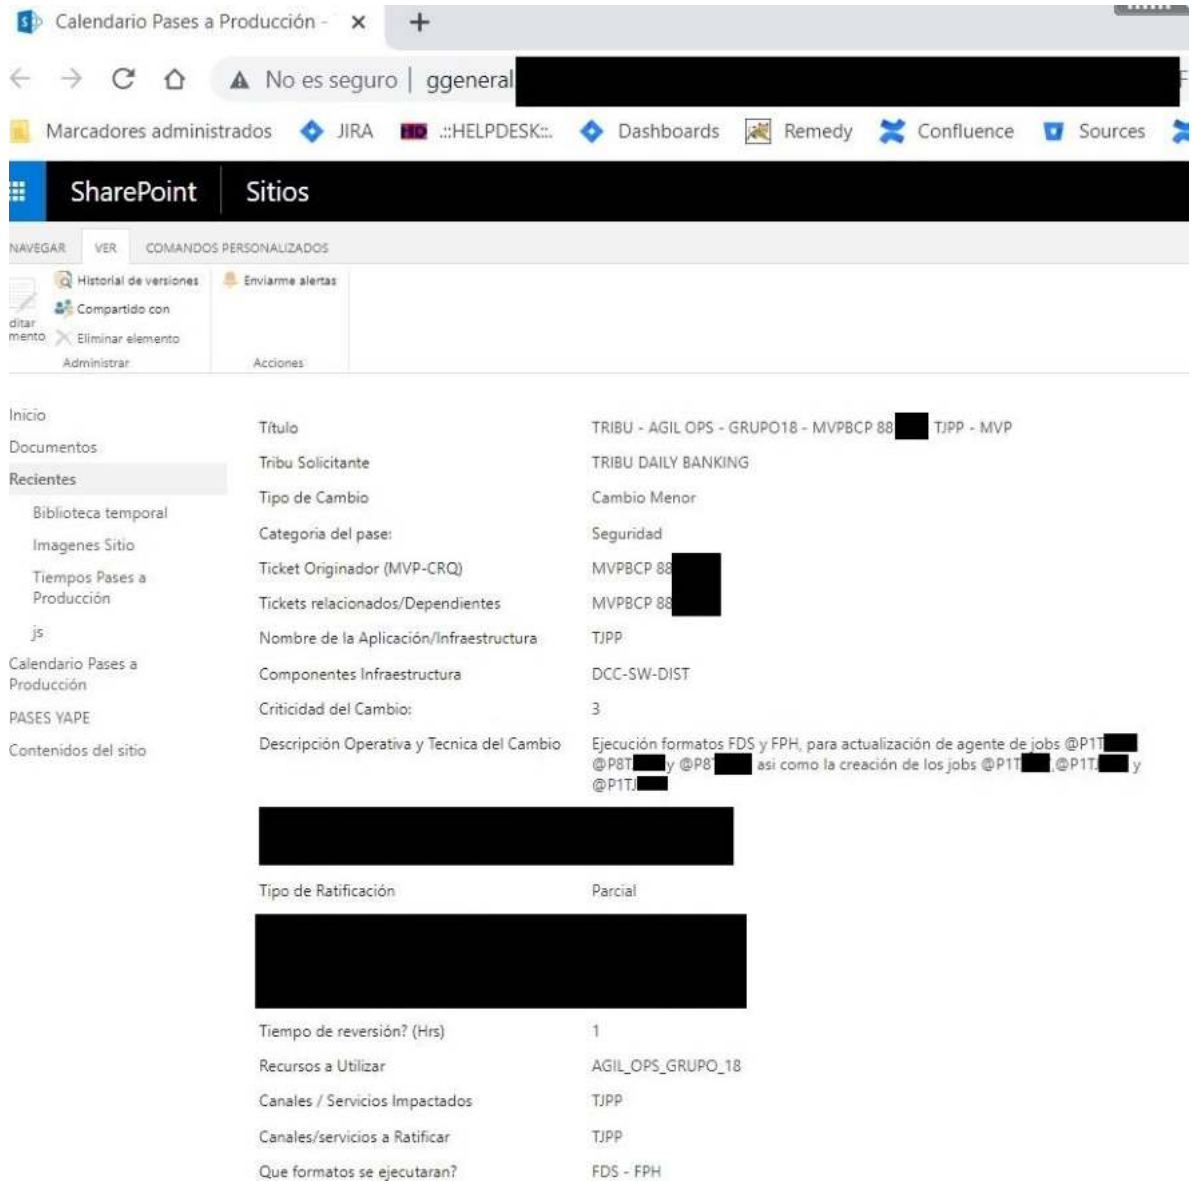 Calendario Pases a Producción -
No es seguro | ggeneral
Marcadores administrados JIRA HD .::HELPDESK::. Dashboards Remedy Confluence Sources
SharePoint Sitios
NAVEGAR VER COMANDOS PERSONALIZADOS
Historial de versiones Enviarme alertas
Compartido con
ditar
mento Eliminar elemento
Administrar Acciones
Inicio
Documentos
Recientes
Biblioteca temporal
Imagenes Sitio
Tiempos Pases a
Producción
js
Calendario Pases a
Producción
PASES YAPE
Contenidos del sitio
Título TRIBU - AGIL OPS - GRUPO18 - MVPBCP 88 TJPP - MVP
Tribu Solicitante TRIBU DAILY BANKING
Tipo de Cambio Cambio Menor
Categoria del pase: Seguridad
Ticket Originador (MVP-CRQ) MVPBCP 88
Tickets relacionados/Dependientes MVPBCP 88
Nombre de la Aplicación/Infraestructura TJPP
Componentes Infraestructura DCC-SW-DIST
Criticidad del Cambio: 3
Descripción Operativa y Tecnica del Cambio Ejecución formatos FDS y FPH, para actualización de agente de jobs @P1T
@P8T y @P8T asi como la creación de los jobs @P1T ,@P1TJ y
@P1TJ
Tipo de Ratificación Parcial
Tiempo de reversión? (Hrs) 1
Recursos a Utilizar AGIL_OPS_GRUPO_18
Canales / Servicios Impactados TJPP
Canales/servicios a Ratificar TJPP
Que formatos se ejecutaran? FDS - FPH